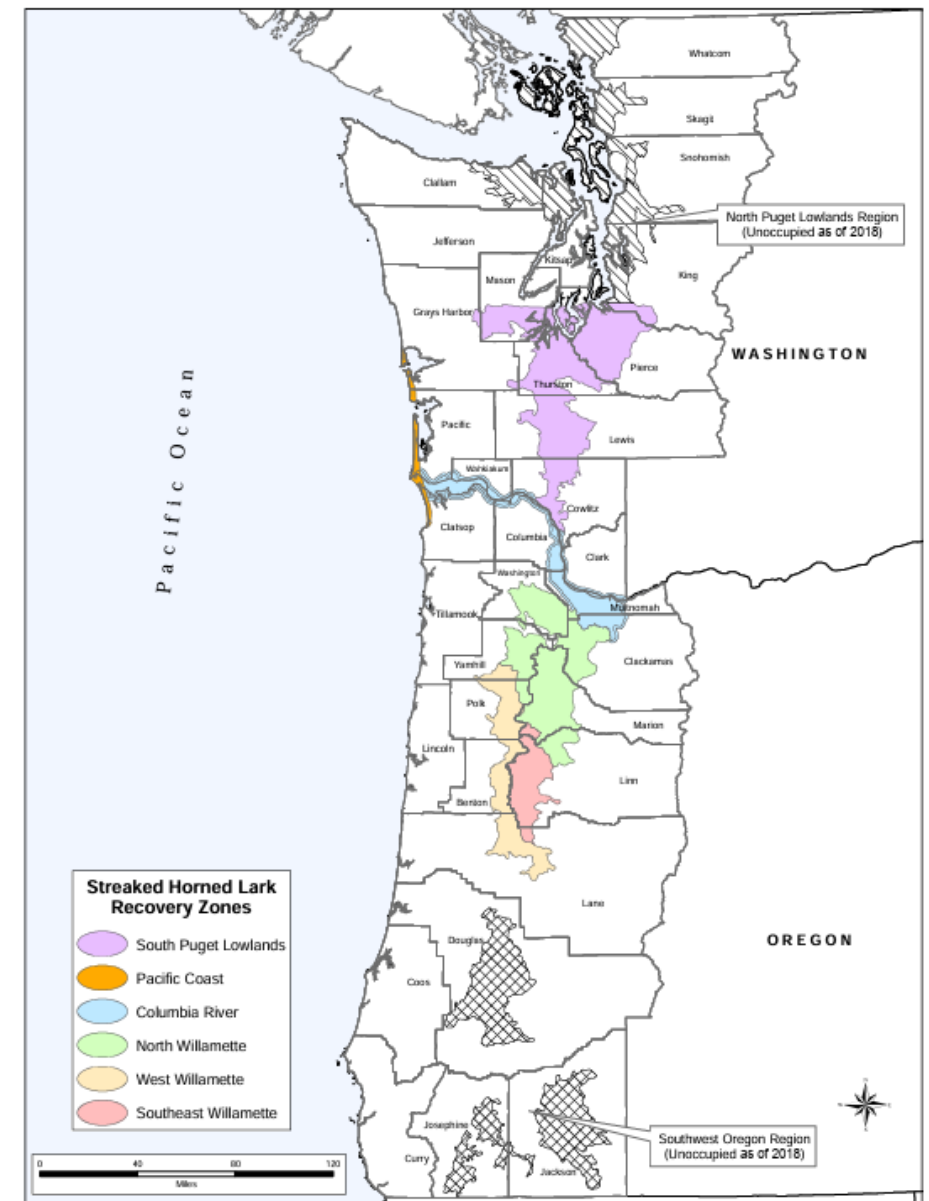 Whatcom
Skagit
Snohomish
Clallam
North Puget Lowlands Region
(Unoccupied as of 2018)
Jefferson
Kitsap
King
Mason
Grays Harbor
WASHINGTON
Pierce
Thurston
Pacific Ocean
Pacific
Lewis
Wahkiakum
Cowlitz
Clatsop
Columbia
Clark
Washington
Multnomah
Tillamook
Yamhill
Clackamas
Polk
Marion
Lincoln
Linn
Benton
Lane
Streaked Horned Lark
Recovery Zones
South Puget Lowlands
Pacific Coast
Columbia River
North Willamette
West Willamette
Southeast Willamette
Douglas
OREGON
Coos
Josephine
Southwest Oregon Region
(Unoccupied as of 2018)
Curry
Jackson
0 40 80 120
Miles